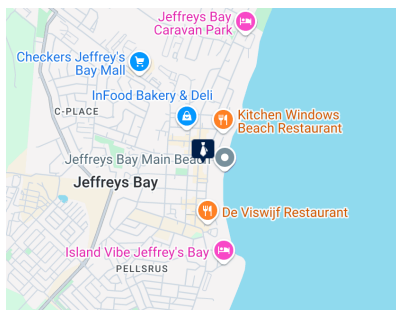 Jeffreys Bay
Caravan Park
Checkers Jeffrey's
Bay Mall
InFood Bakery & Deli
C-PLACE
Kitchen Windows
Beach Restaurant
Jeffreys Bay Main Beach
Jeffreys Bay
De Viswijf Restaurant
Island Vibe Jeffrey's Bay
PELLSRUS